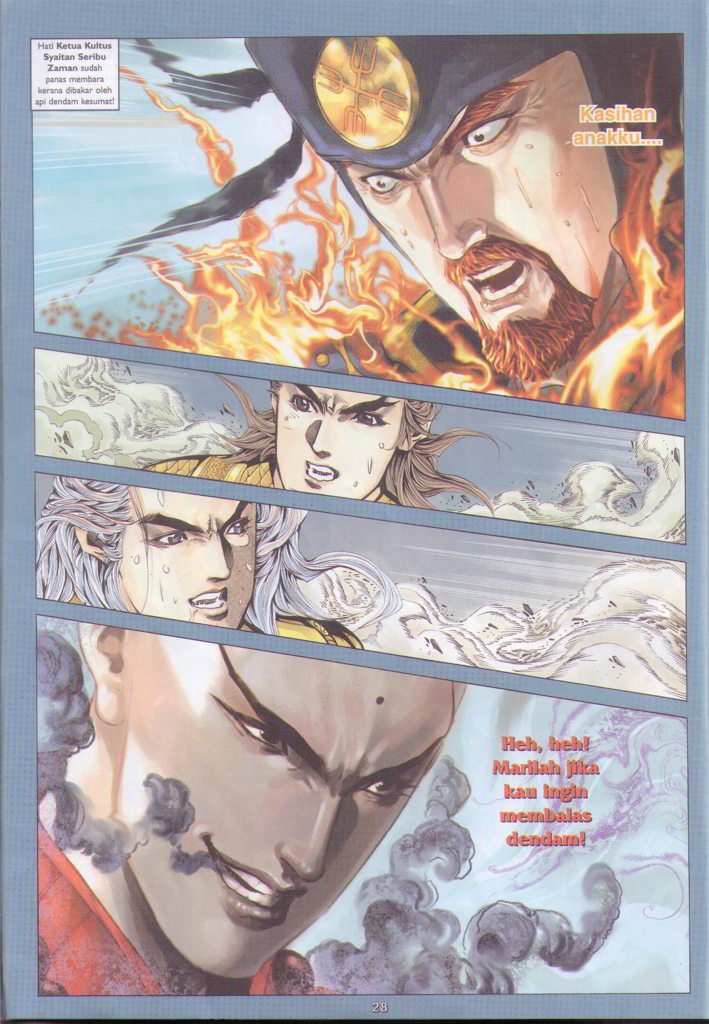 Hati Ketua Kultus
Syaitan Seribu
Zaman sudah
panas membara
kerana dibakar oleh
api dendam kesumat!
Kasihan
anakku....
Heh, heh!
Marilah jika
kau ingin
membalas
dendam!
28